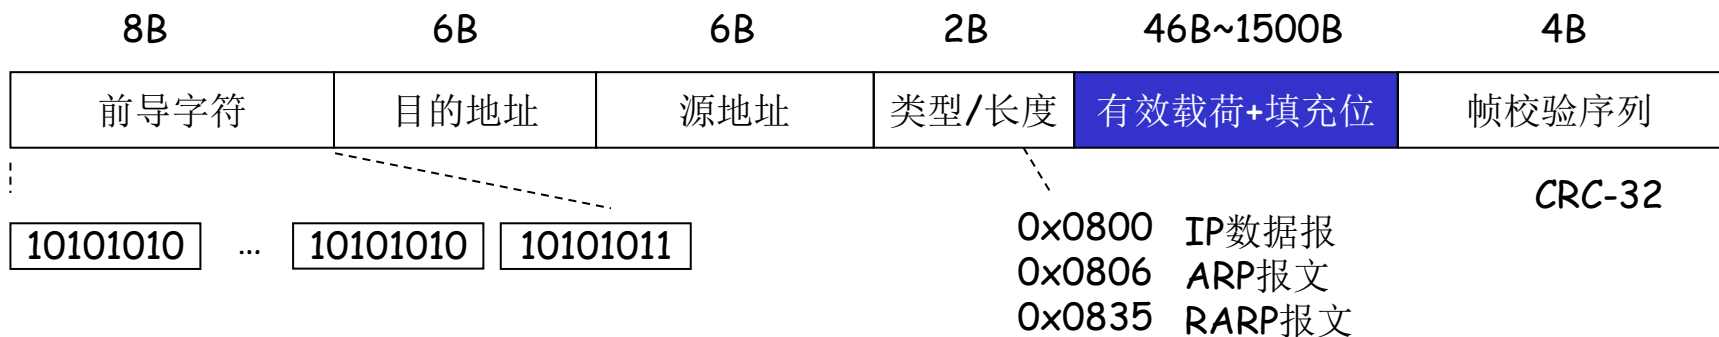 8B 6B 6B 2B 46B~1500B 4B
前导字符 目的地址 源地址 类型/长度 有效载荷+填充位 帧校验序列
CRC-32
10101010 … 10101010 10101011
0x0800 IP数据报
0x0806 ARP报文
0x0835 RARP报文